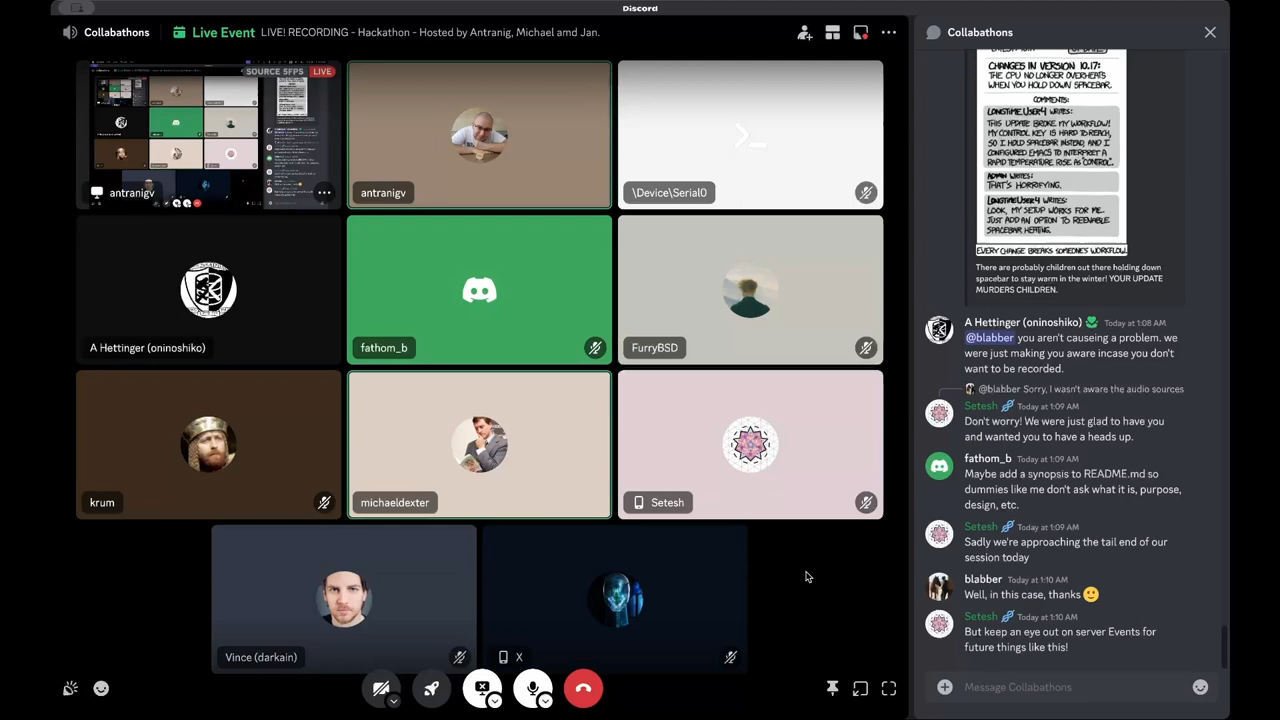 Discord
Collabathons
Live Event LIVE! RECORDING - Hackathon - Hosted by Antranig, Michael amd Jan.
SOURCE 5FPS LIVE
antranigv
antranigv
\Device\Serial0
A Hettinger (oninoshiko)
fathom_b
FurryBSD
krum
michaeldexter
Setesh
Vince (darkain)
X
Collabathons
CHANGES IN VERSION 10.17:
THE CPU NO LONGER OVERHEATS
WHEN YOU HOLD DOWN SPACEBAR.
COMMENTS:
LONGTIMEUSER4 WRITES:
THIS UPDATE BROKE MY WORKFLOW!
MY CONTROL KEY IS HARD TO REACH,
SO I HOLD SPACEBAR INSTEAD, AND I
CONFIGURED EMACS TO INTERPRET A
RAPID TEMPERATURE RISE AS "CONTROL".
ADMIN WRITES:
THAT'S HORRIFYING.
LONGTIMEUSER4 WRITES:
LOOK, MY SETUP WORKS FOR ME.
JUST ADD AN OPTION TO REENABLE
SPACEBAR HEATING.
EVERY CHANGE BREAKS SOMEONE'S WORKFLOW.
There are probably children out there holding down
spacebar to stay warm in the winter! YOUR UPDATE
MURDERS CHILDREN.
A Hettinger (oninoshiko) Today at 1:08 AM
@blabber you aren't causeing a problem. we
were just making you aware incase you don't
want to be recorded.
@blabber Sorry, I wasn't aware the audio sources
Setesh Today at 1:09 AM
Don't worry! We were just glad to have you
and wanted you to have a heads up.
fathom_b Today at 1:09 AM
Maybe add a synopsis to README.md so
dummies like me don't ask what it is, purpose,
design, etc.
Setesh Today at 1:09 AM
Sadly we're approaching the tail end of our
session today
blabber Today at 1:10 AM
Well, in this case, thanks 🙂
Setesh Today at 1:10 AM
But keep an eye out on server Events for
future things like this!
Message Collabathons